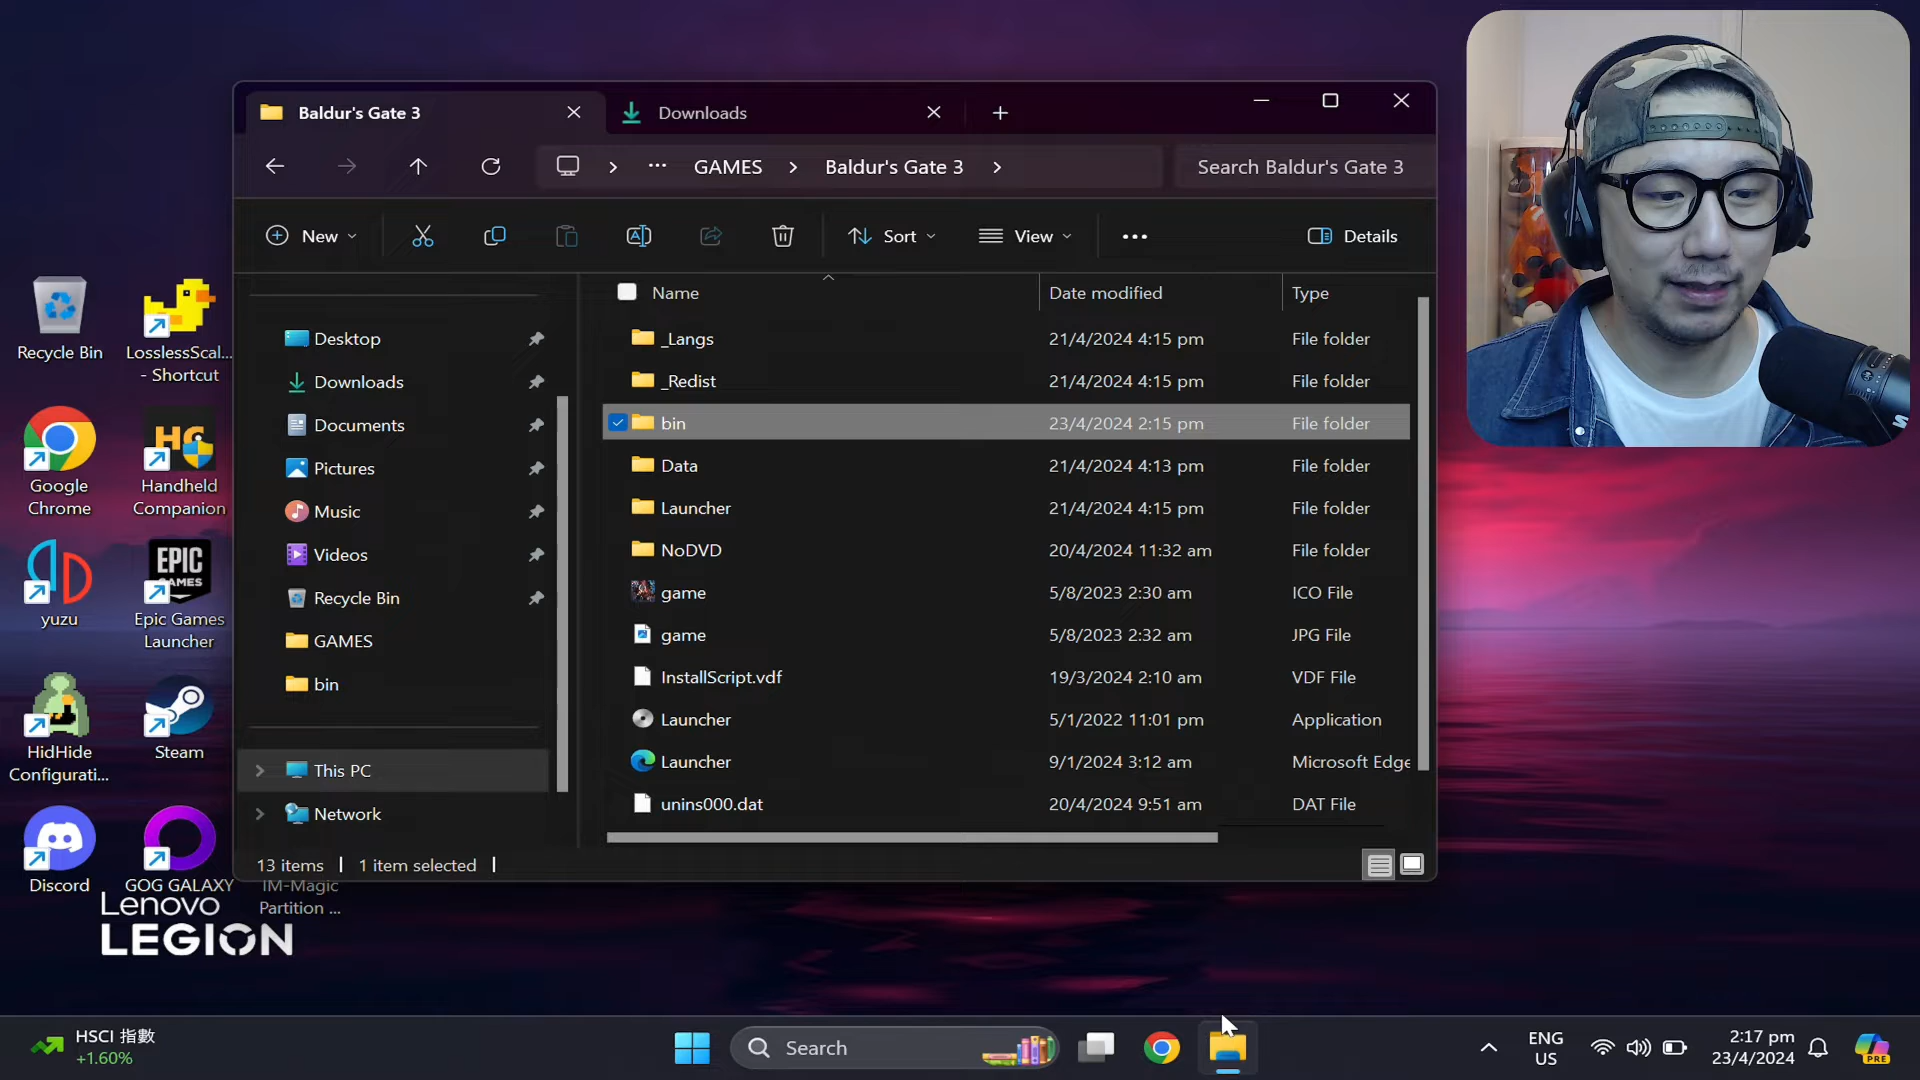 Baldur's Gate 3
Downloads
GAMES
Baldur's Gate 3
Search Baldur's Gate 3
New
Sort
View
Details
Name
Date modified
Type
Desktop
Downloads
Documents
Pictures
Music
Videos
Recycle Bin
GAMES
bin
This PC
Network
_Langs 21/4/2024 4:15 pm File folder
_Redist 21/4/2024 4:15 pm File folder
bin 23/4/2024 2:15 pm File folder
Data 21/4/2024 4:13 pm File folder
Launcher 21/4/2024 4:15 pm File folder
NoDVD 20/4/2024 11:32 am File folder
game 5/8/2023 2:30 am ICO File
game 5/8/2023 2:32 am JPG File
InstallScript.vdf 19/3/2024 2:10 am VDF File
Launcher 5/1/2022 11:01 pm Application
Launcher 9/1/2024 3:12 am Microsoft Edge
unins000.dat 20/4/2024 9:51 am DAT File
13 items
1 item selected
Recycle Bin
LosslessScal...
- Shortcut
Google
Chrome
HC
Handheld
Companion
yuzu
EPIC
GAMES
Epic Games
Launcher
HidHide
Configurati...
Steam
Discord
GOG GALAXY
IM-Magic
Partition ...
Lenovo
LEGION
HSCI 指數
+1.60%
Search
ENG
US
2:17 pm
23/4/2024
PRE